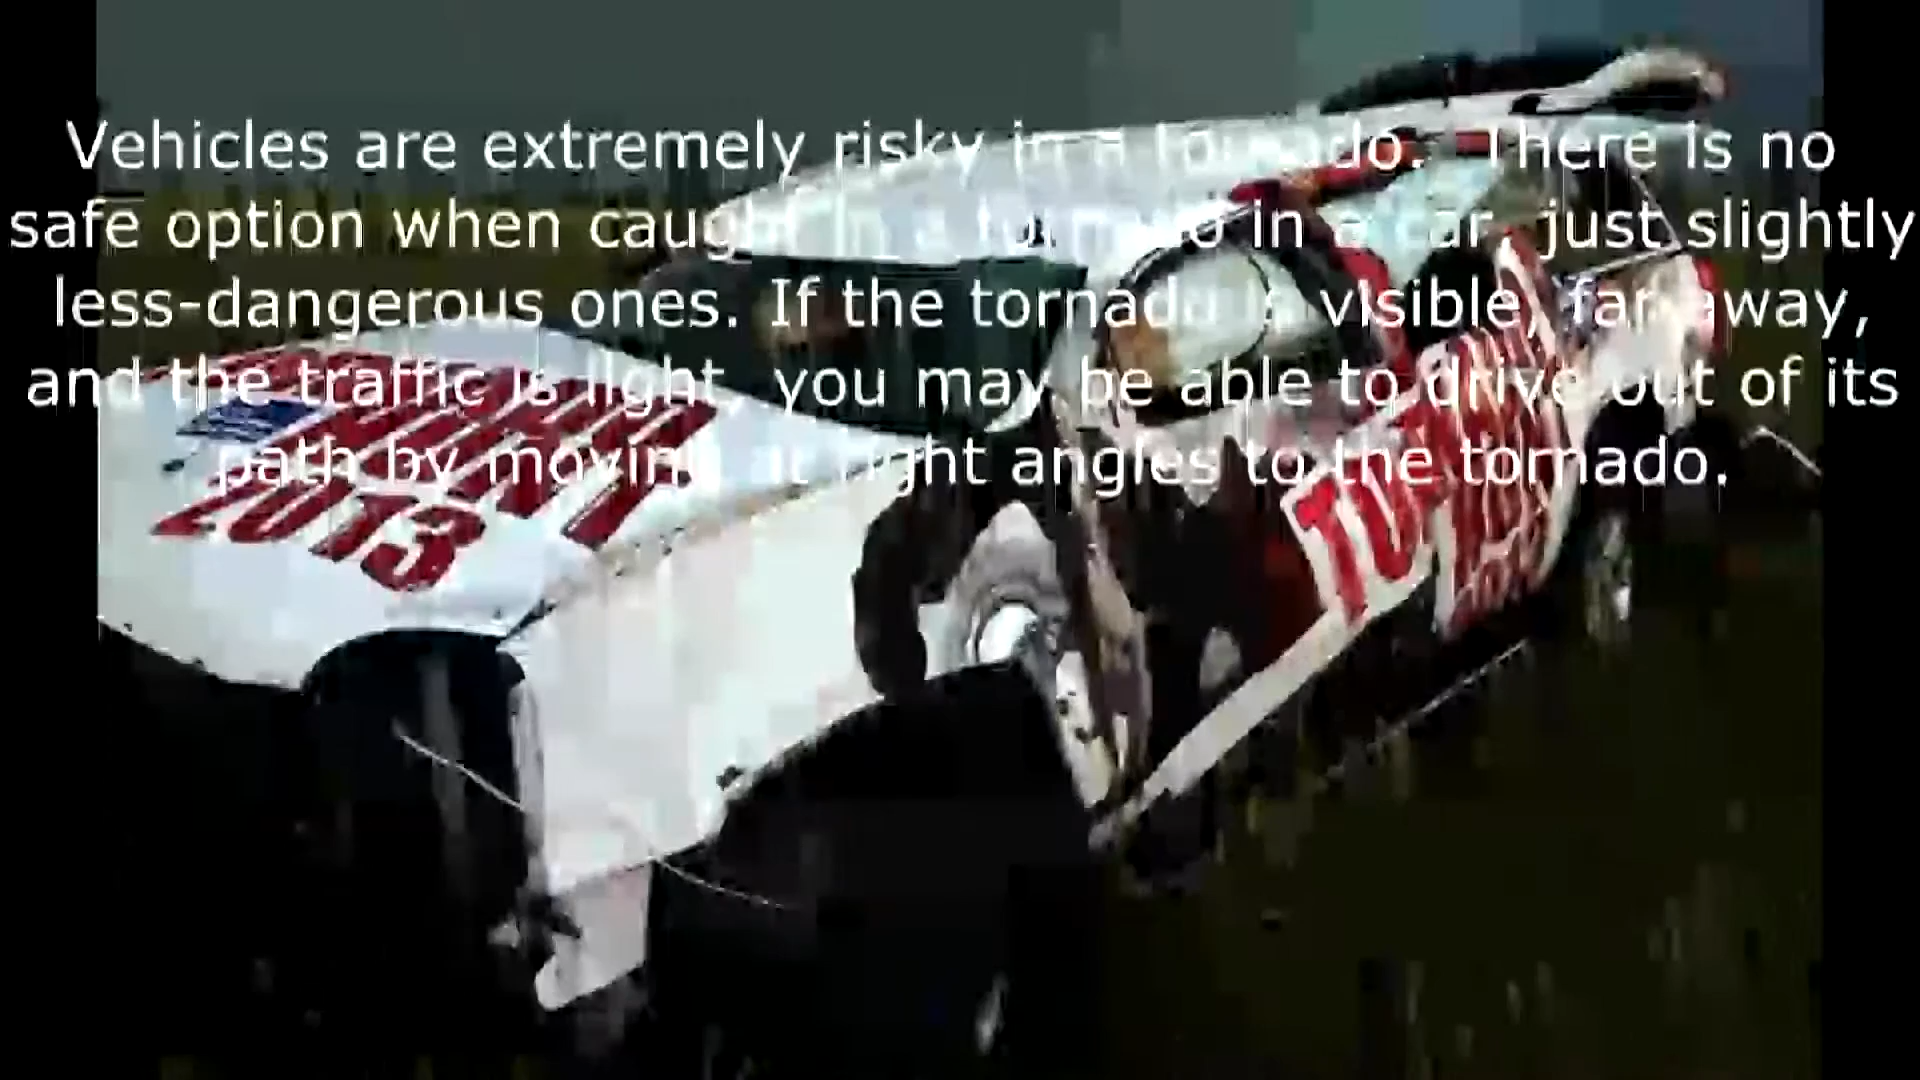 Vehicles are extremely risky in a tornado. There is no
safe option when caught in a tornado in a car, just slightly
less-dangerous ones. If the tornado is visible, far away,
and the traffic is light, you may be able to drive out of its
path by moving at right angles to the tornado.
2013